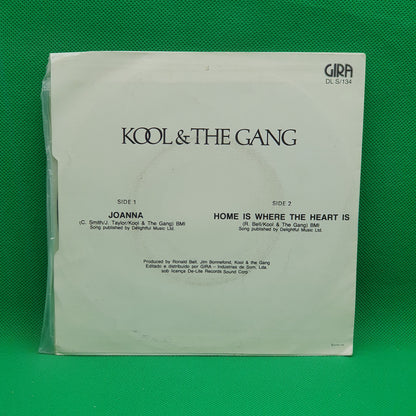 GIRA
DL S/134
KOOL & THE GANG
SIDE 1
JOANNA
(C. Smith/J. Taylor/Kool & The Gang) BMI
Song published by Delightful Music Ltd.
SIDE 2
HOME IS WHERE THE HEART IS
(R. Bell/Kool & The Gang) BMI
Song published by Delightful Music Ltd.
Produced by Ronald Bell, Jim Bonnefond, Kool & the Gang
Editado e distribuído por GIRA – Indústrias de Som, Lda.
sob licença De-Lite Records Sound Corp.